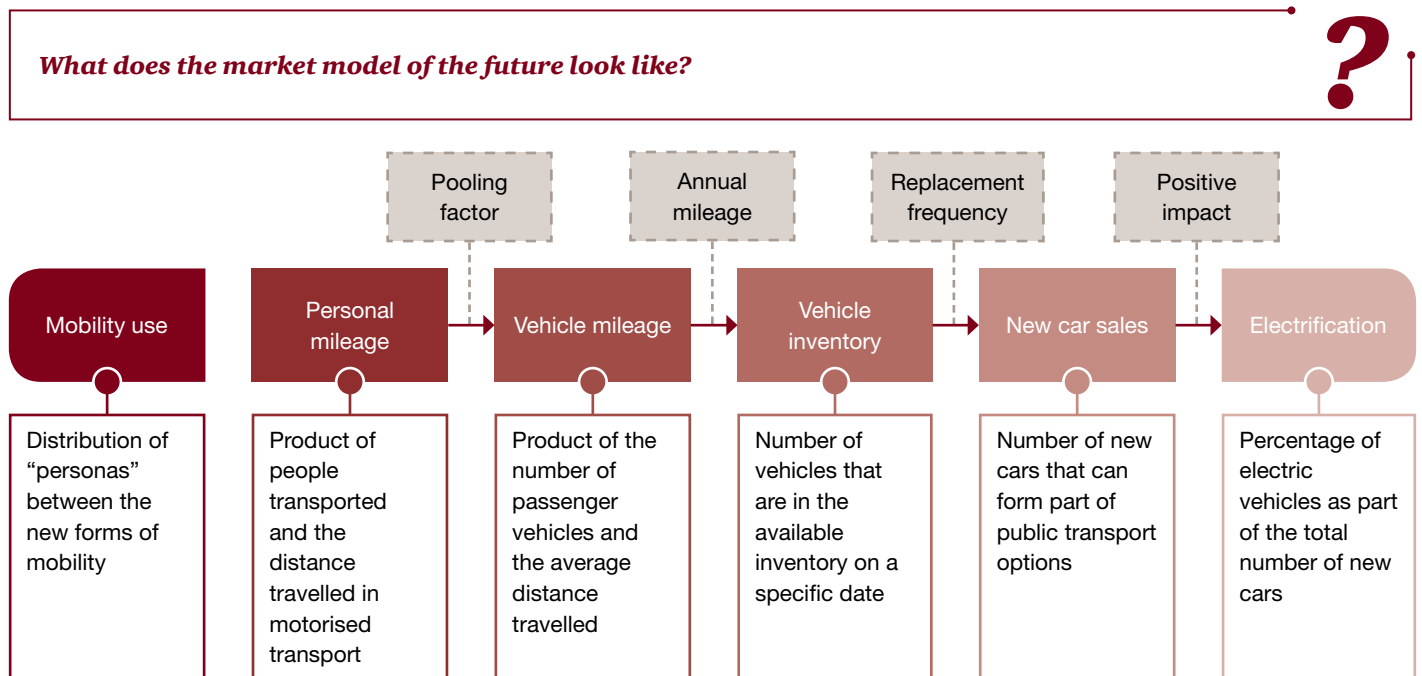 What does the market model of the future look like?
?
Pooling
factor
Annual
mileage
Replacement
frequency
Positive
impact
Mobility use
Personal
mileage
Vehicle mileage
Vehicle
inventory
New car sales
Electrification
Distribution of
“personas”
between the
new forms of
mobility
Product of
people
transported
and the
distance
travelled in
motorised
transport
Product of the
number of
passenger
vehicles and
the average
distance
travelled
Number of
vehicles that
are in the
available
inventory on a
specific date
Number of new
cars that can
form part of
public transport
options
Percentage of
electric
vehicles as part
of the total
number of new
cars